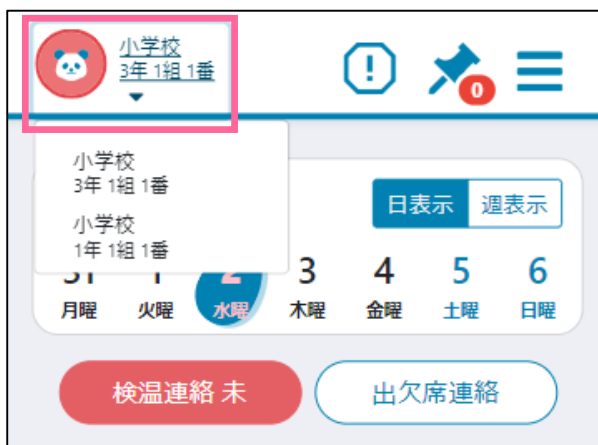 小学校
3年 1組 1番
!
0
小学校
3年 1組 1番
小学校
1年 1組 1番
日表示 週表示
31 1 2 3 4 5 6
月曜 火曜 水曜 木曜 金曜 土曜 日曜
検温連絡 未 出欠席連絡